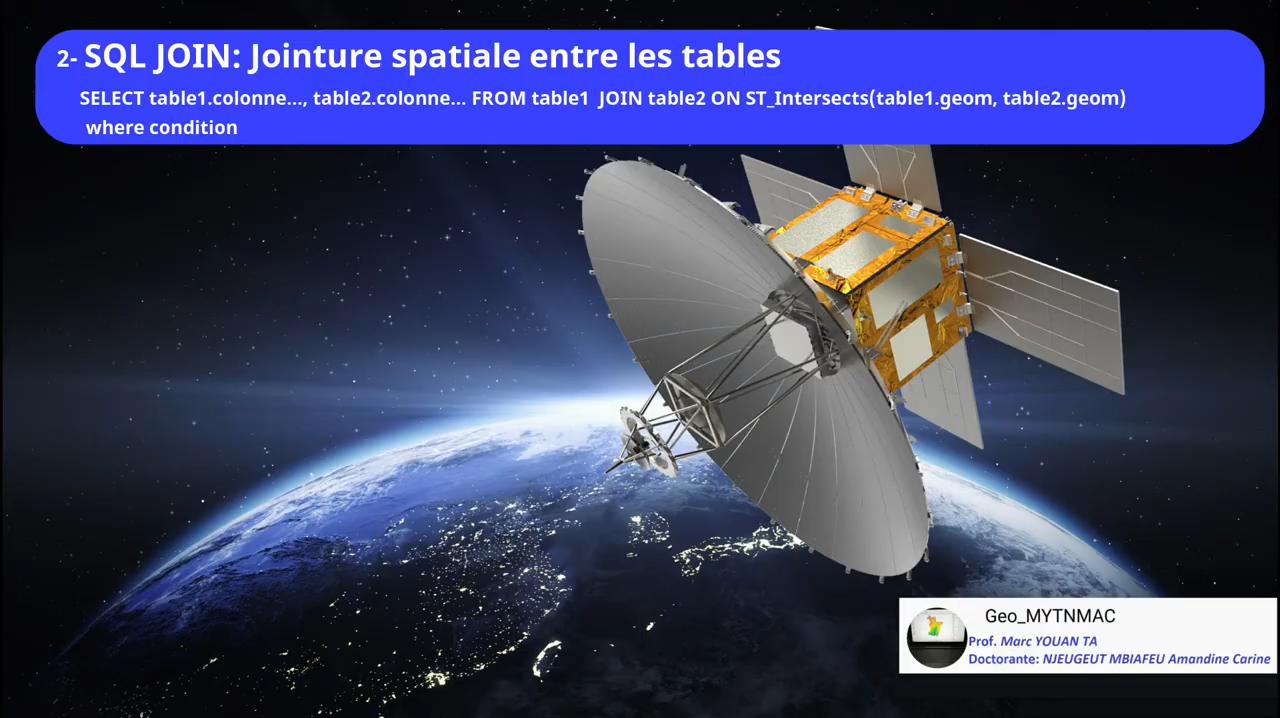 2- SQL JOIN: Jointure spatiale entre les tables
SELECT table1.colonne..., table2.colonne... FROM table1 JOIN table2 ON ST_Intersects(table1.geom, table2.geom)
where condition
Geo_MYTNMAC
Prof. Marc YOUAN TA
Doctorante: NJEUGEUT MBIAFEU Amandine Carine